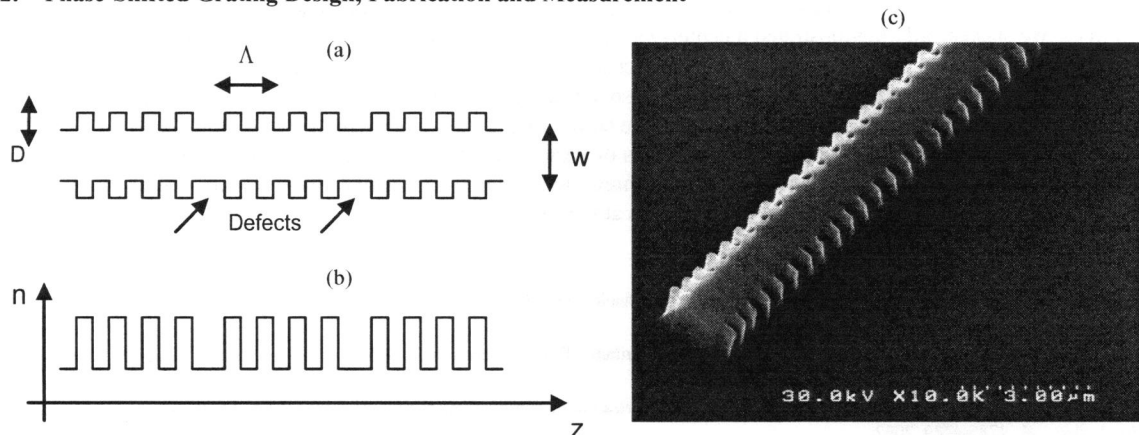 2. Phase-Shifted Grating Design, Fabrication and Measurement
(a)
Λ
D
W
Defects
(b)
n
z
(c)
30.0kV X10.0K 3.00μm